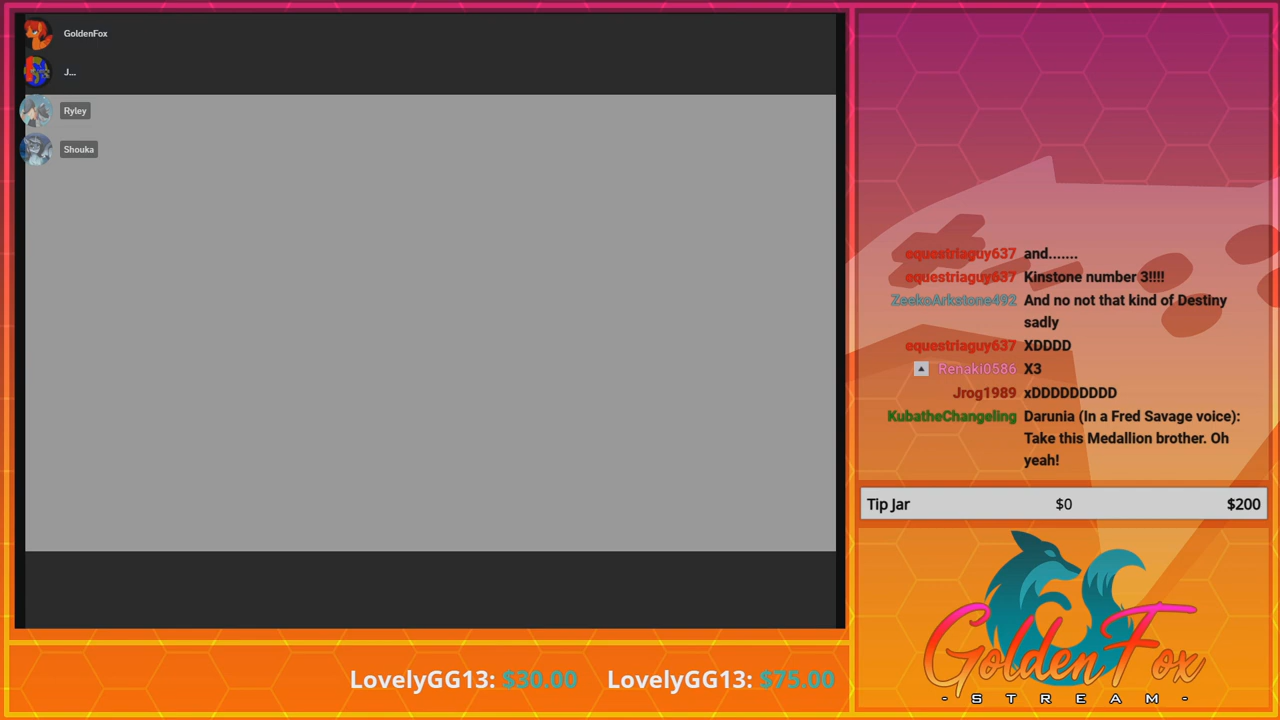 GoldenFox
J...
Ryley
Shouka
equestriaguy637 and.......
equestriaguy637 Kinstone number 3!!!!
ZeekoArkstone492 And no not that kind of Destiny
sadly
equestriaguy637 XDDDD
Renaki0586 X3
Jrog1989 xDDDDDDDDD
KubatheChangeling Darunia (In a Fred Savage voice):
Take this Medallion brother. Oh
yeah!
Tip Jar $0 $200
GoldenFox
- STREAM -
LovelyGG13: $30.00 LovelyGG13: $75.00